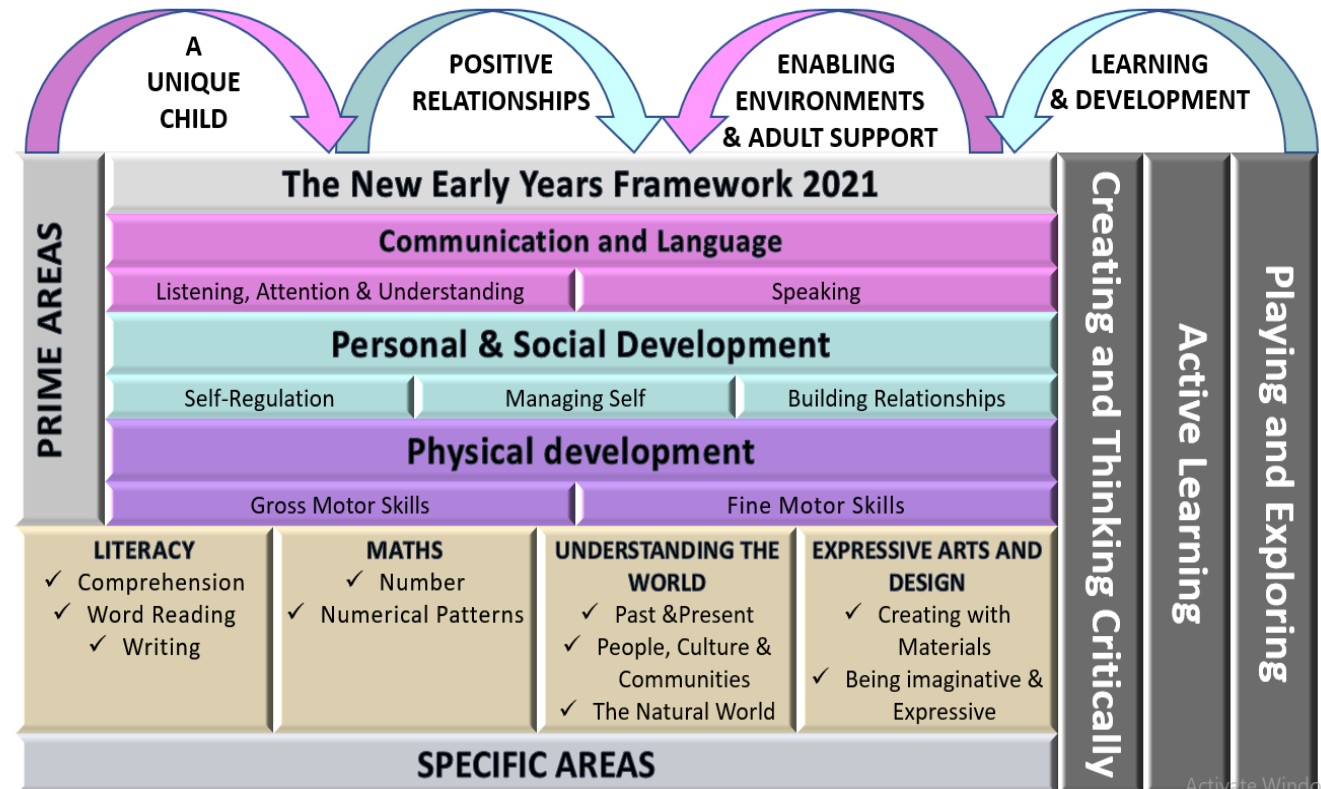 A
UNIQUE
CHILD
POSITIVE
RELATIONSHIPS
ENABLING
ENVIRONMENTS
& ADULT SUPPORT
LEARNING
& DEVELOPMENT
PRIME AREAS
The New Early Years Framework 2021
Communication and Language
Listening, Attention & Understanding
Speaking
Personal & Social Development
Self-Regulation
Managing Self
Building Relationships
Physical development
Gross Motor Skills
Fine Motor Skills
LITERACY
✓ Comprehension
✓ Word Reading
✓ Writing
MATHS
✓ Number
✓ Numerical Patterns
UNDERSTANDING THE
WORLD
✓ Past &Present
✓ People, Culture &
Communities
✓ The Natural World
EXPRESSIVE ARTS AND
DESIGN
✓ Creating with
Materials
✓ Being imaginative &
Expressive
SPECIFIC AREAS
Creating and Thinking Critically
Active Learning
Playing and Exploring
Activate Windo